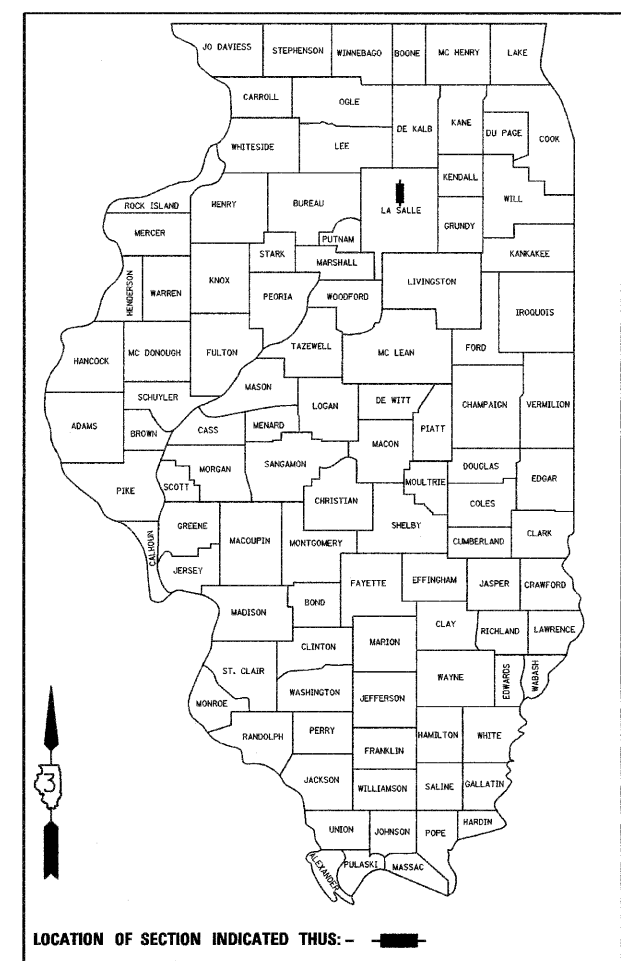 JO DAVIESS STEPHENSON WINNEBAGO BOONE MC HENRY LAKE
CARROLL OGLE DE KALB KANE DU PAGE COOK
WHITESIDE LEE
KENDALL WILL
ROCK ISLAND HENRY BUREAU LA SALLE
MERCER PUTNAM GRUNDY
STARK MARSHALL KANKAKEE
HENDERSON WARREN KNOX PEORIA WOODFORD LIVINGSTON IROQUOIS
TAZEWELL
HANCOCK MC DONOUGH FULTON MC LEAN FORD
MASON
SCHUYLER LOGAN DE WITT CHAMPAIGN VERMILION
ADAMS BROWN CASS MENARD MACON PIATT
PIKE SCOTT MORGAN SANGAMON MOULTRIE DOUGLAS EDGAR
CHRISTIAN COLES
CALHOUN GREENE MACOUPIN MONTGOMERY SHELBY CUMBERLAND CLARK
JERSEY FAYETTE EFFINGHAM JASPER CRAWFORD
MADISON BOND
CLAY RICHLAND LAWRENCE
CLINTON MARION
ST. CLAIR WAYNE EDWARDS WABASH
WASHINGTON JEFFERSON
MONROE
RANDOLPH PERRY HAMILTON WHITE
FRANKLIN
JACKSON WILLIAMSON SALINE GALLATIN
3
UNION JOHNSON POPE HARDIN
ALEXANDER PULASKI MASSAC
LOCATION OF SECTION INDICATED THUS: -